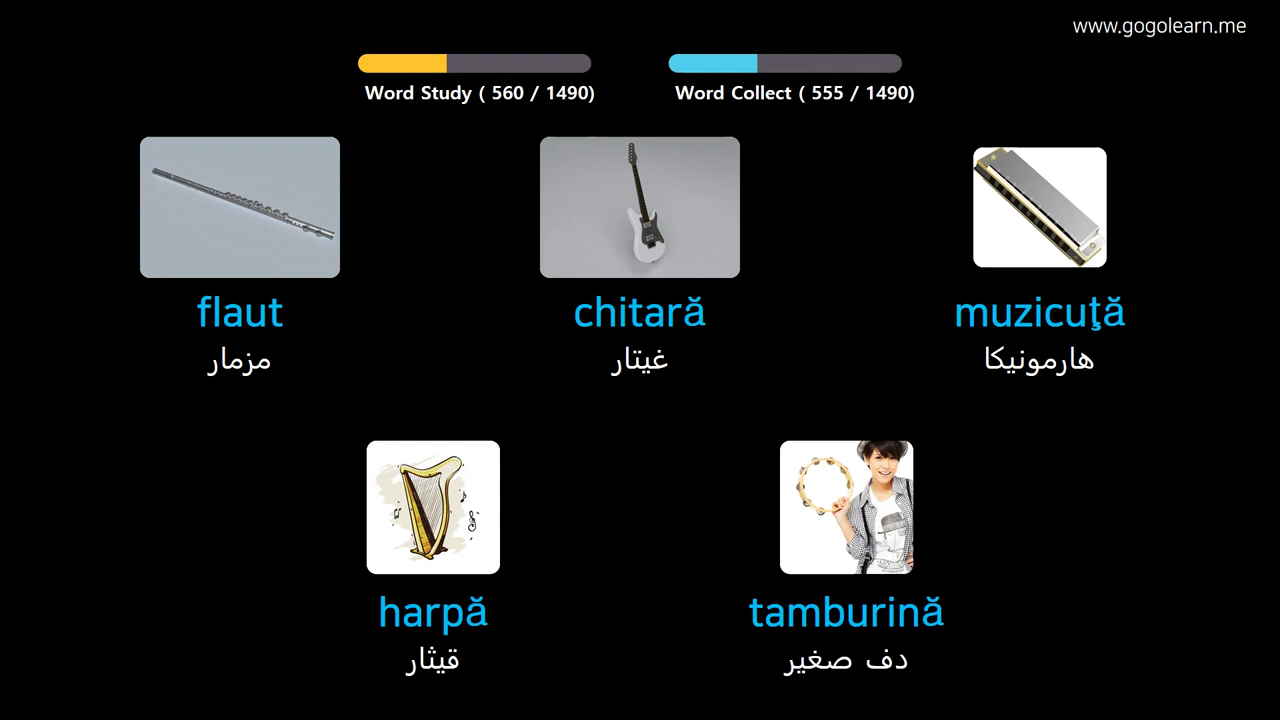 www.gogolearn.me
Word Study ( 560 / 1490)
Word Collect ( 555 / 1490)
flaut
chitară
muzicuţă
مزمار
غيتار
هارمونيكا
harpă
tamburină
قيثار
دف صغير